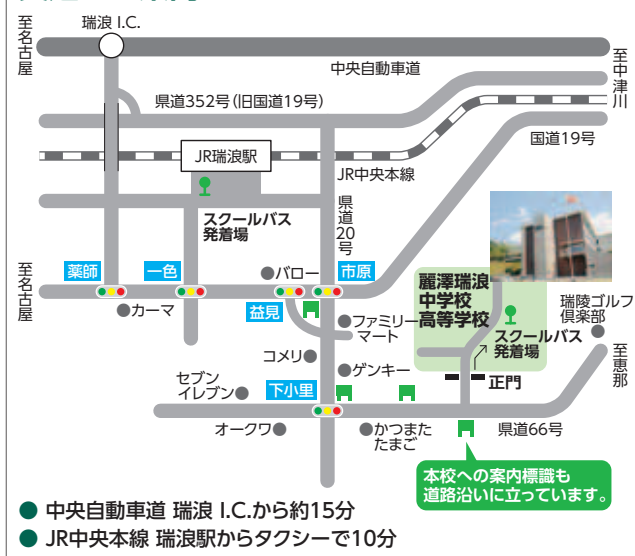 至名古屋
瑞浪 I.C.
中央自動車道
至中津川
県道352号(旧国道19号)
国道19号
JR瑞浪駅
JR中央本線
スクールバス
発着場
県道20号
至名古屋
薬師
一色
バロー
市原
カーマ
益見
ファミリー
マート
麗澤瑞浪
中学校
高等学校
スクールバス
発着場
瑞陵ゴルフ
倶楽部
至恵那
コメリ
ゲンキー
正門
セブン
イレブン
下小里
オークワ
かつまた
たまご
県道66号
本校への案内標識も
道路沿いに立っています。
● 中央自動車道 瑞浪 I.C.から約15分
● JR中央本線 瑞浪駅からタクシーで10分